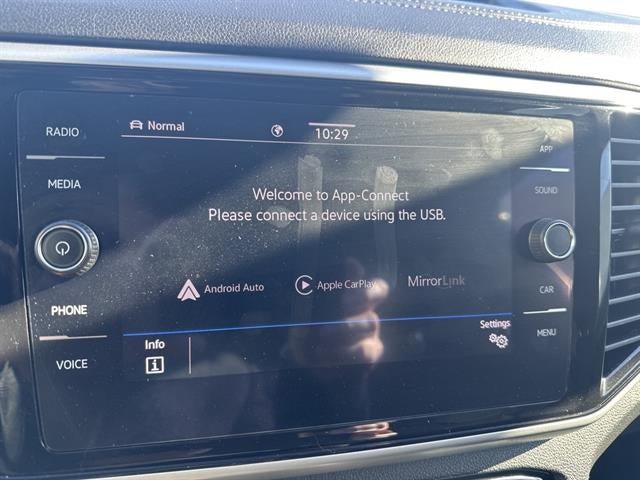 RADIO
MEDIA
PHONE
VOICE
Normal
10:29
Welcome to App-Connect
Please connect a device using the USB.
Android Auto
Apple CarPlay
MirrorLink
Info
Settings
APP
SOUND
CAR
MENU